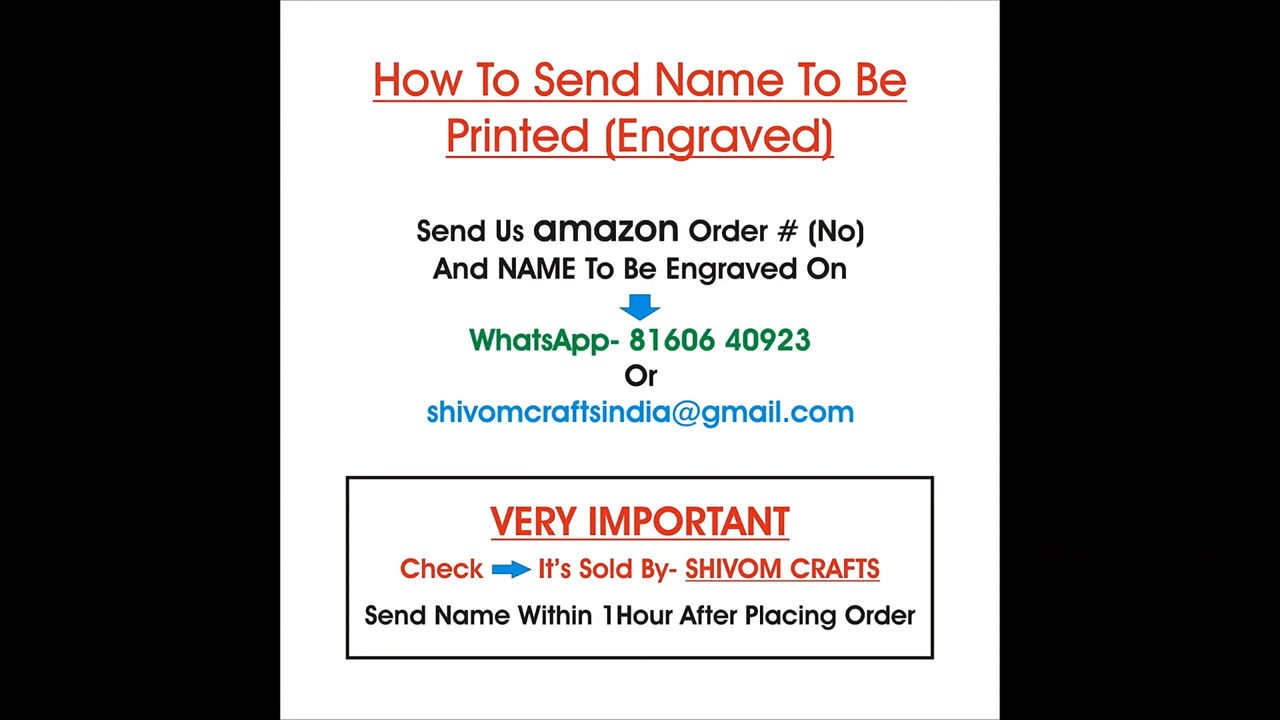 How To Send Name To Be
Printed (Engraved)
Send Us amazon Order # (No)
And NAME To Be Engraved On
WhatsApp- 81606 40923
Or
shivomcraftsindia@gmail.com
VERY IMPORTANT
Check It's Sold By- SHIVOM CRAFTS
Send Name Within 1Hour After Placing Order